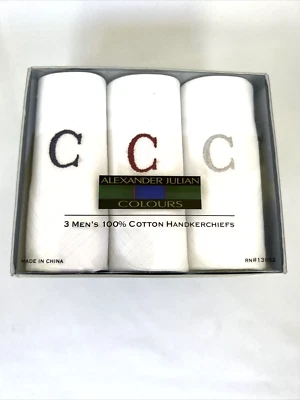 C C C
ALEXANDER JULIAN
COLOURS
3 MEN'S 100% COTTON HANDKERCHIEFS
MADE IN CHINA